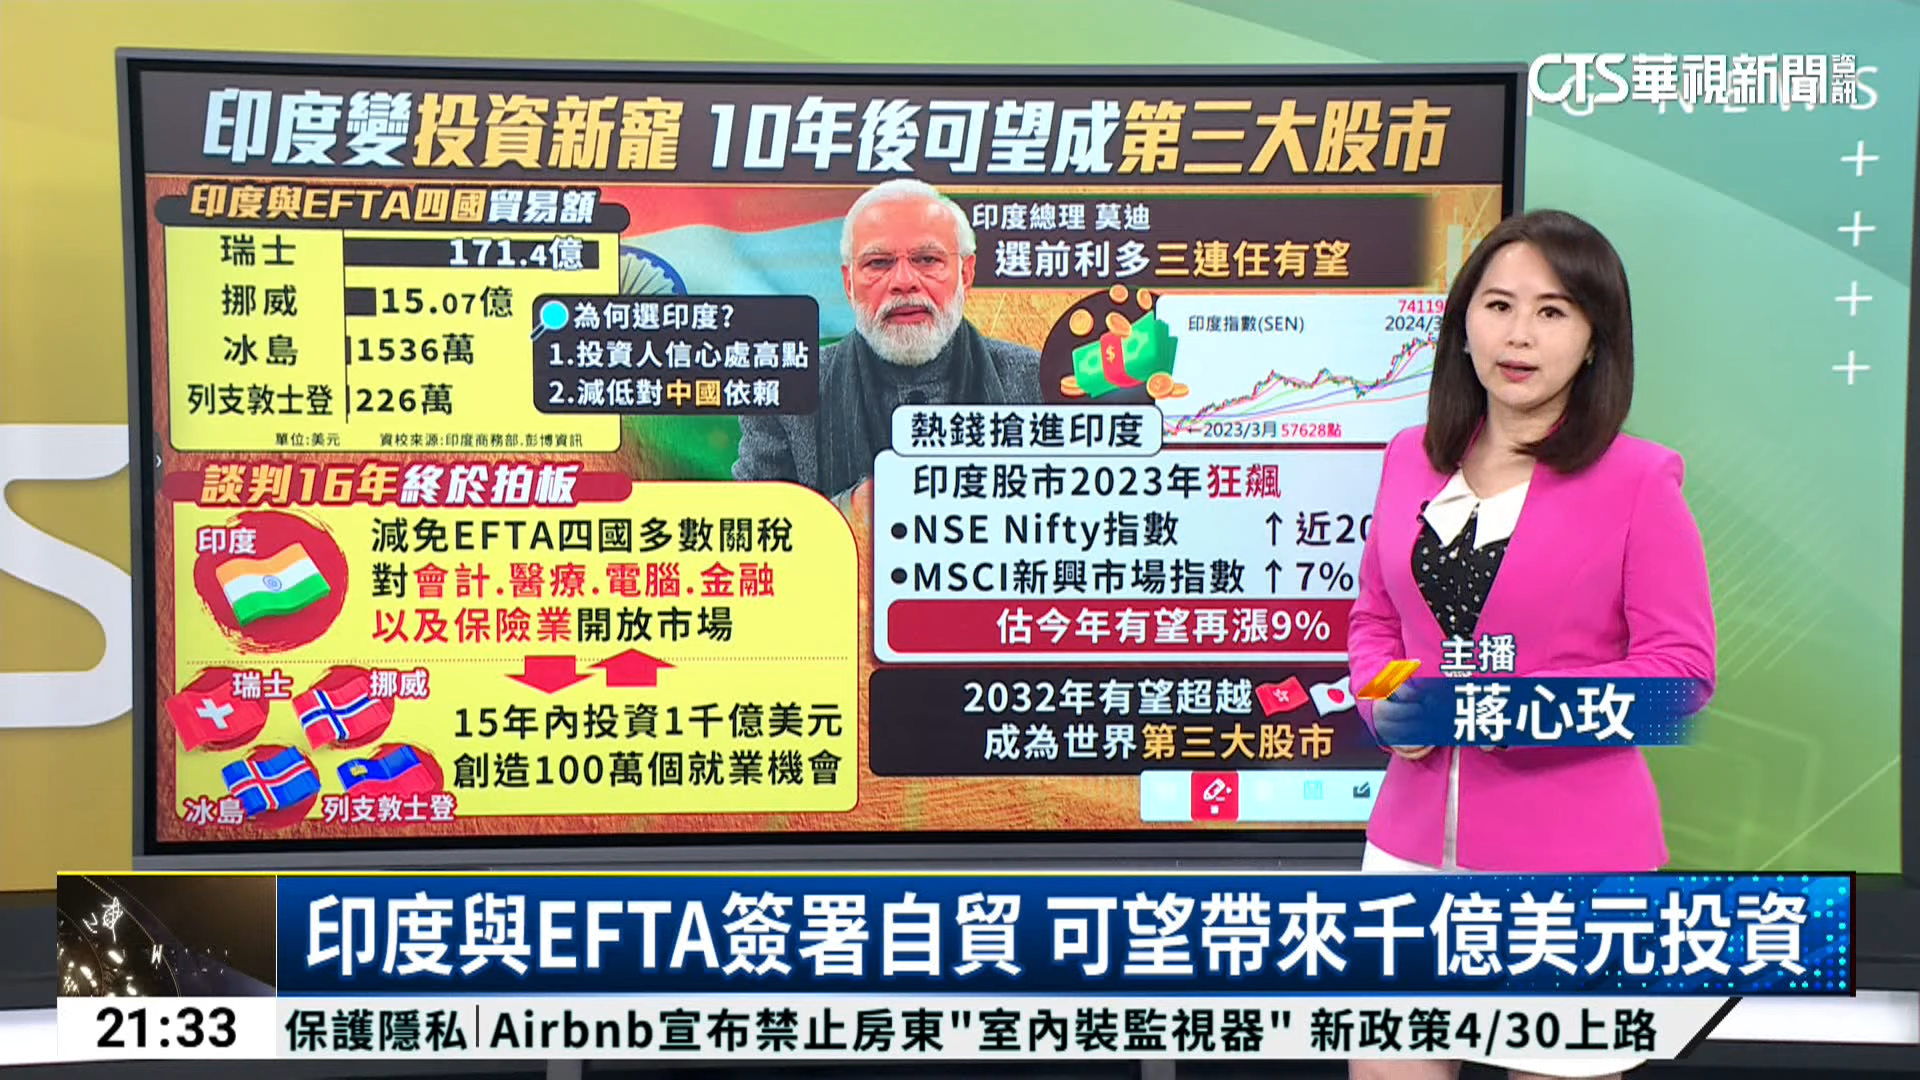 CTS華視新聞資訊
NEWS
印度變投資新寵 10年後可望成第三大股市
印度與EFTA四國貿易額
瑞士 171.4億
挪威 15.07億
冰島 1536萬
列支敦士登 226萬
單位:美元 資校來源:印度商務部.彭博資訊
為何選印度?
1.投資人信心處高點
2.減低對中國依賴
印度總理 莫迪
選前利多三連任有望
印度指數(SEN)
74119
2024/3
2023/3月 57628點
熱錢搶進印度
印度股市2023年狂飆
●NSE Nifty指數 ↑近20
●MSCI新興市場指數 ↑7%
估今年有望再漲9%
2032年有望超越
成為世界第三大股市
談判16年終於拍板
印度
減免EFTA四國多數關稅
對會計.醫療.電腦.金融
以及保險業開放市場
瑞士
挪威
冰島
列支敦士登
15年內投資1千億美元
創造100萬個就業機會
主播
蔣心玫
印度與EFTA簽署自貿 可望帶來千億美元投資
21:33
保護隱私|Airbnb宣布禁止房東"室內裝監視器" 新政策4/30上路